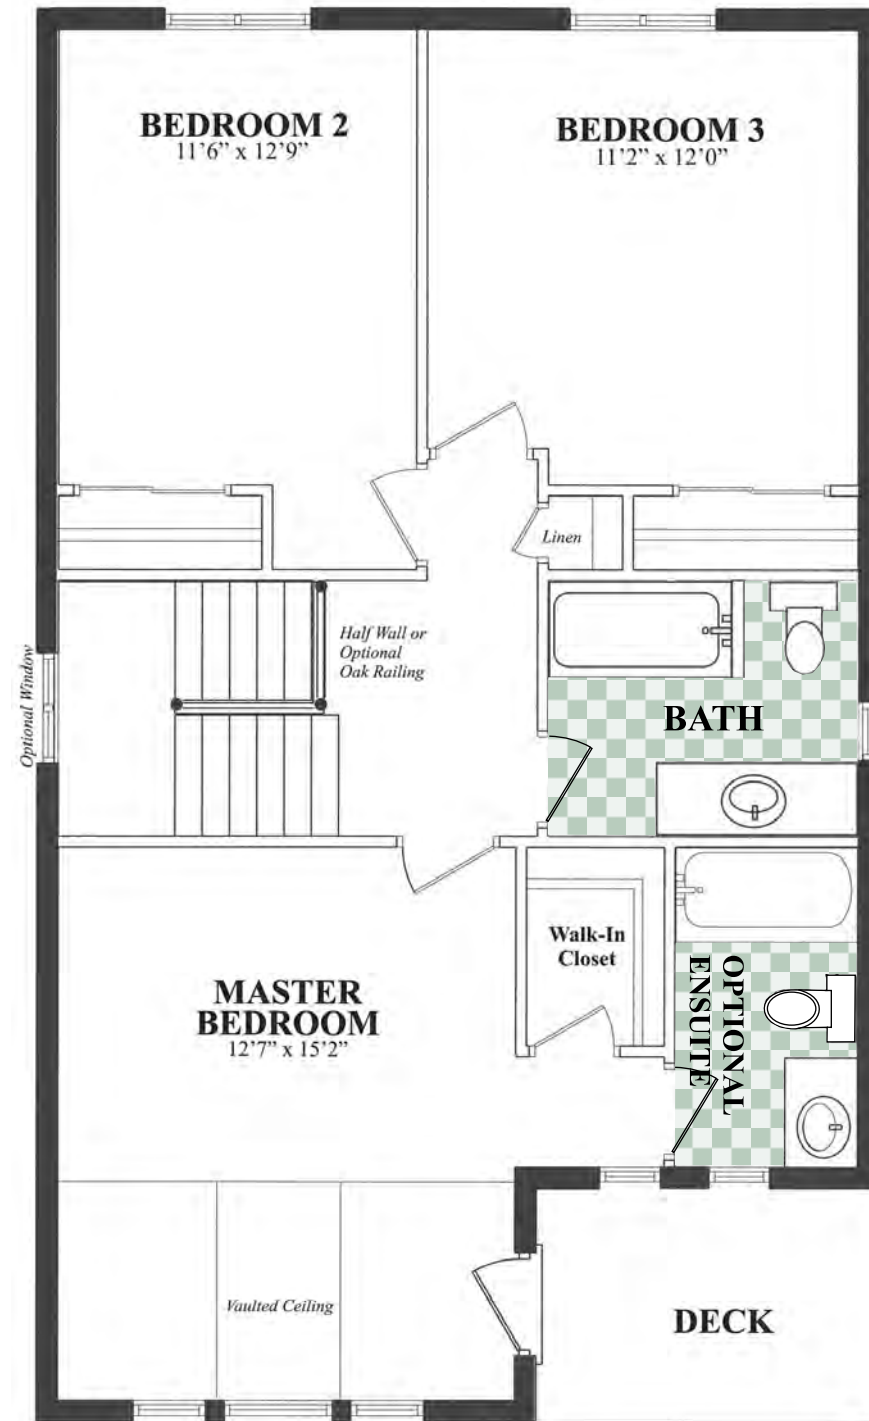 BEDROOM 2
11’6” x 12’9”
BEDROOM 3
11’2” x 12’0”
Linen
Half Wall or
Optional
Oak Railing
Optional Window
BATH
Walk-In
Closet
OPTIONAL
ENSUITE
MASTER
BEDROOM
12’7” x 15’2”
Vaulted Ceiling
DECK